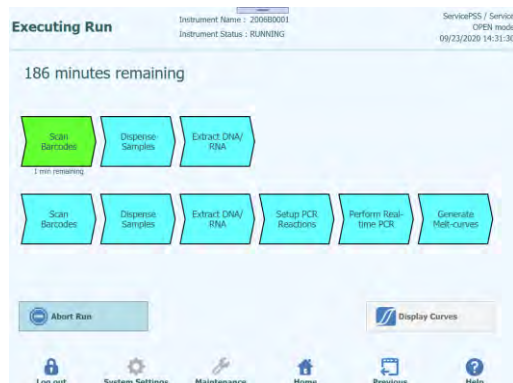 Executing Run
Instrument Name : 200680001
Instrument Status : RUNNING
ServicePSS / Service
OPEN mode
09/23/2020 14:31:30
186 minutes remaining
Scan
Barcodes
Dispense
Samples
Extract DNA/
RNA
1 min remaining
Scan
Barcodes
Dispense
Samples
Extract DNA/
RNA
Setup PCR
Reactions
Perform Real-
time PCR
Generate
Melt-curves
Abort Run
Display Curves
Log out
System Settings
Maintenance
Home
Previous
Help